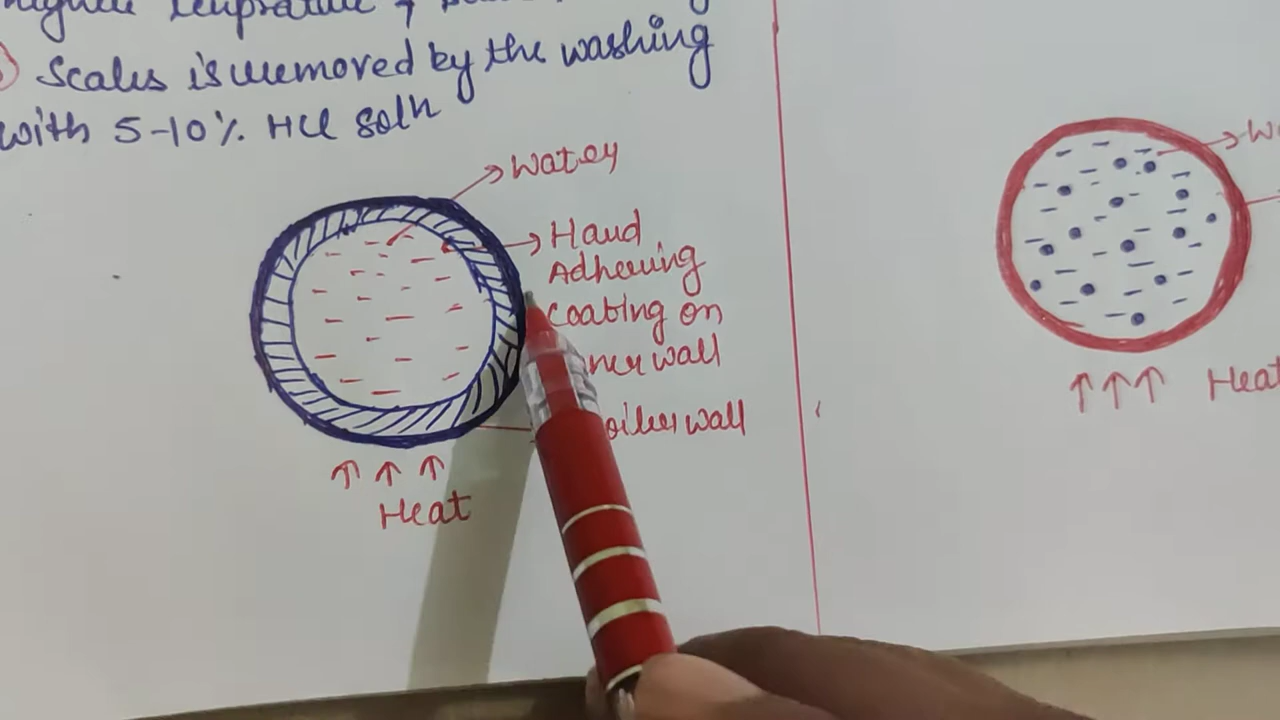 Scales is removed by the washing
with 5-10% HCl soln
Water
Hard
Adhering
coating on
wall
wall
Heat
Heat